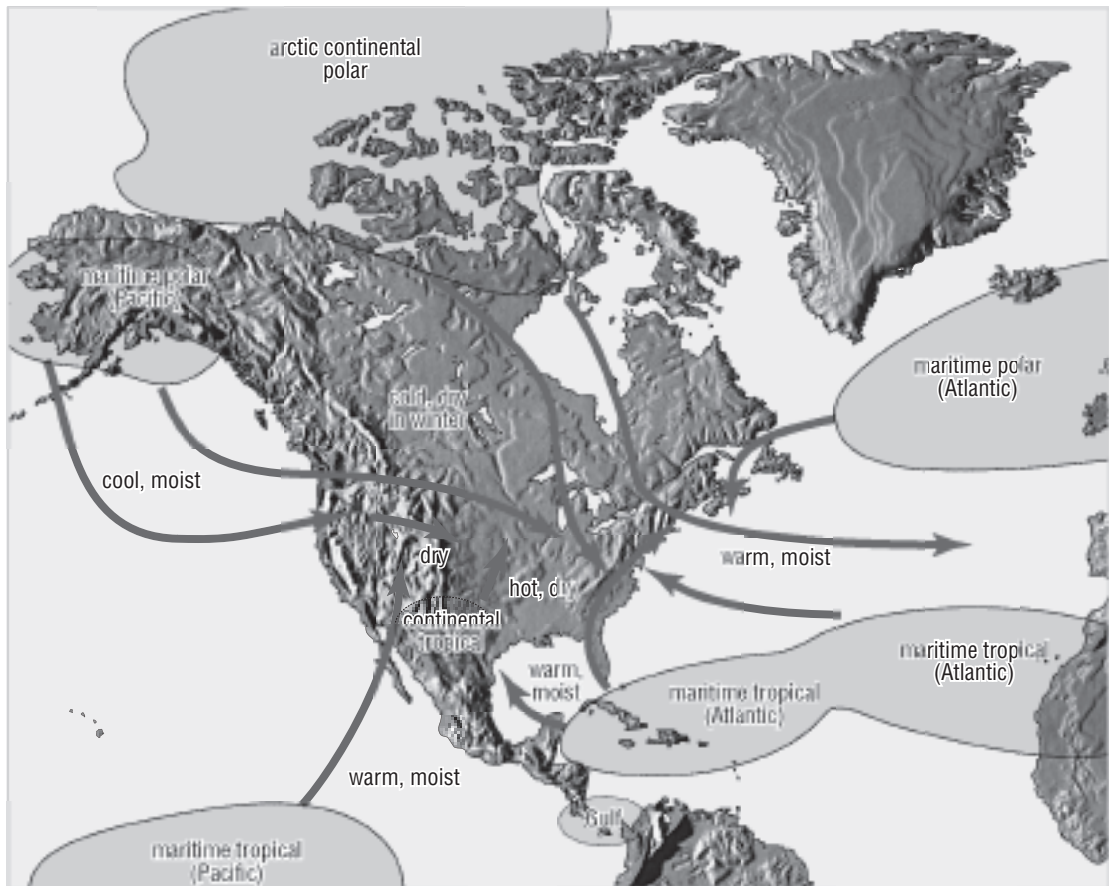 arctic continental
polar
maritime polar
(Pacific)
maritime polar
(Atlantic)
cold, dry
in winter
cool, moist
dry
warm, moist
hot, dry
continental
tropical
maritime tropical
(Atlantic)
warm,
moist
maritime tropical
(Atlantic)
warm, moist
Gulf
maritime tropical
(Pacific)